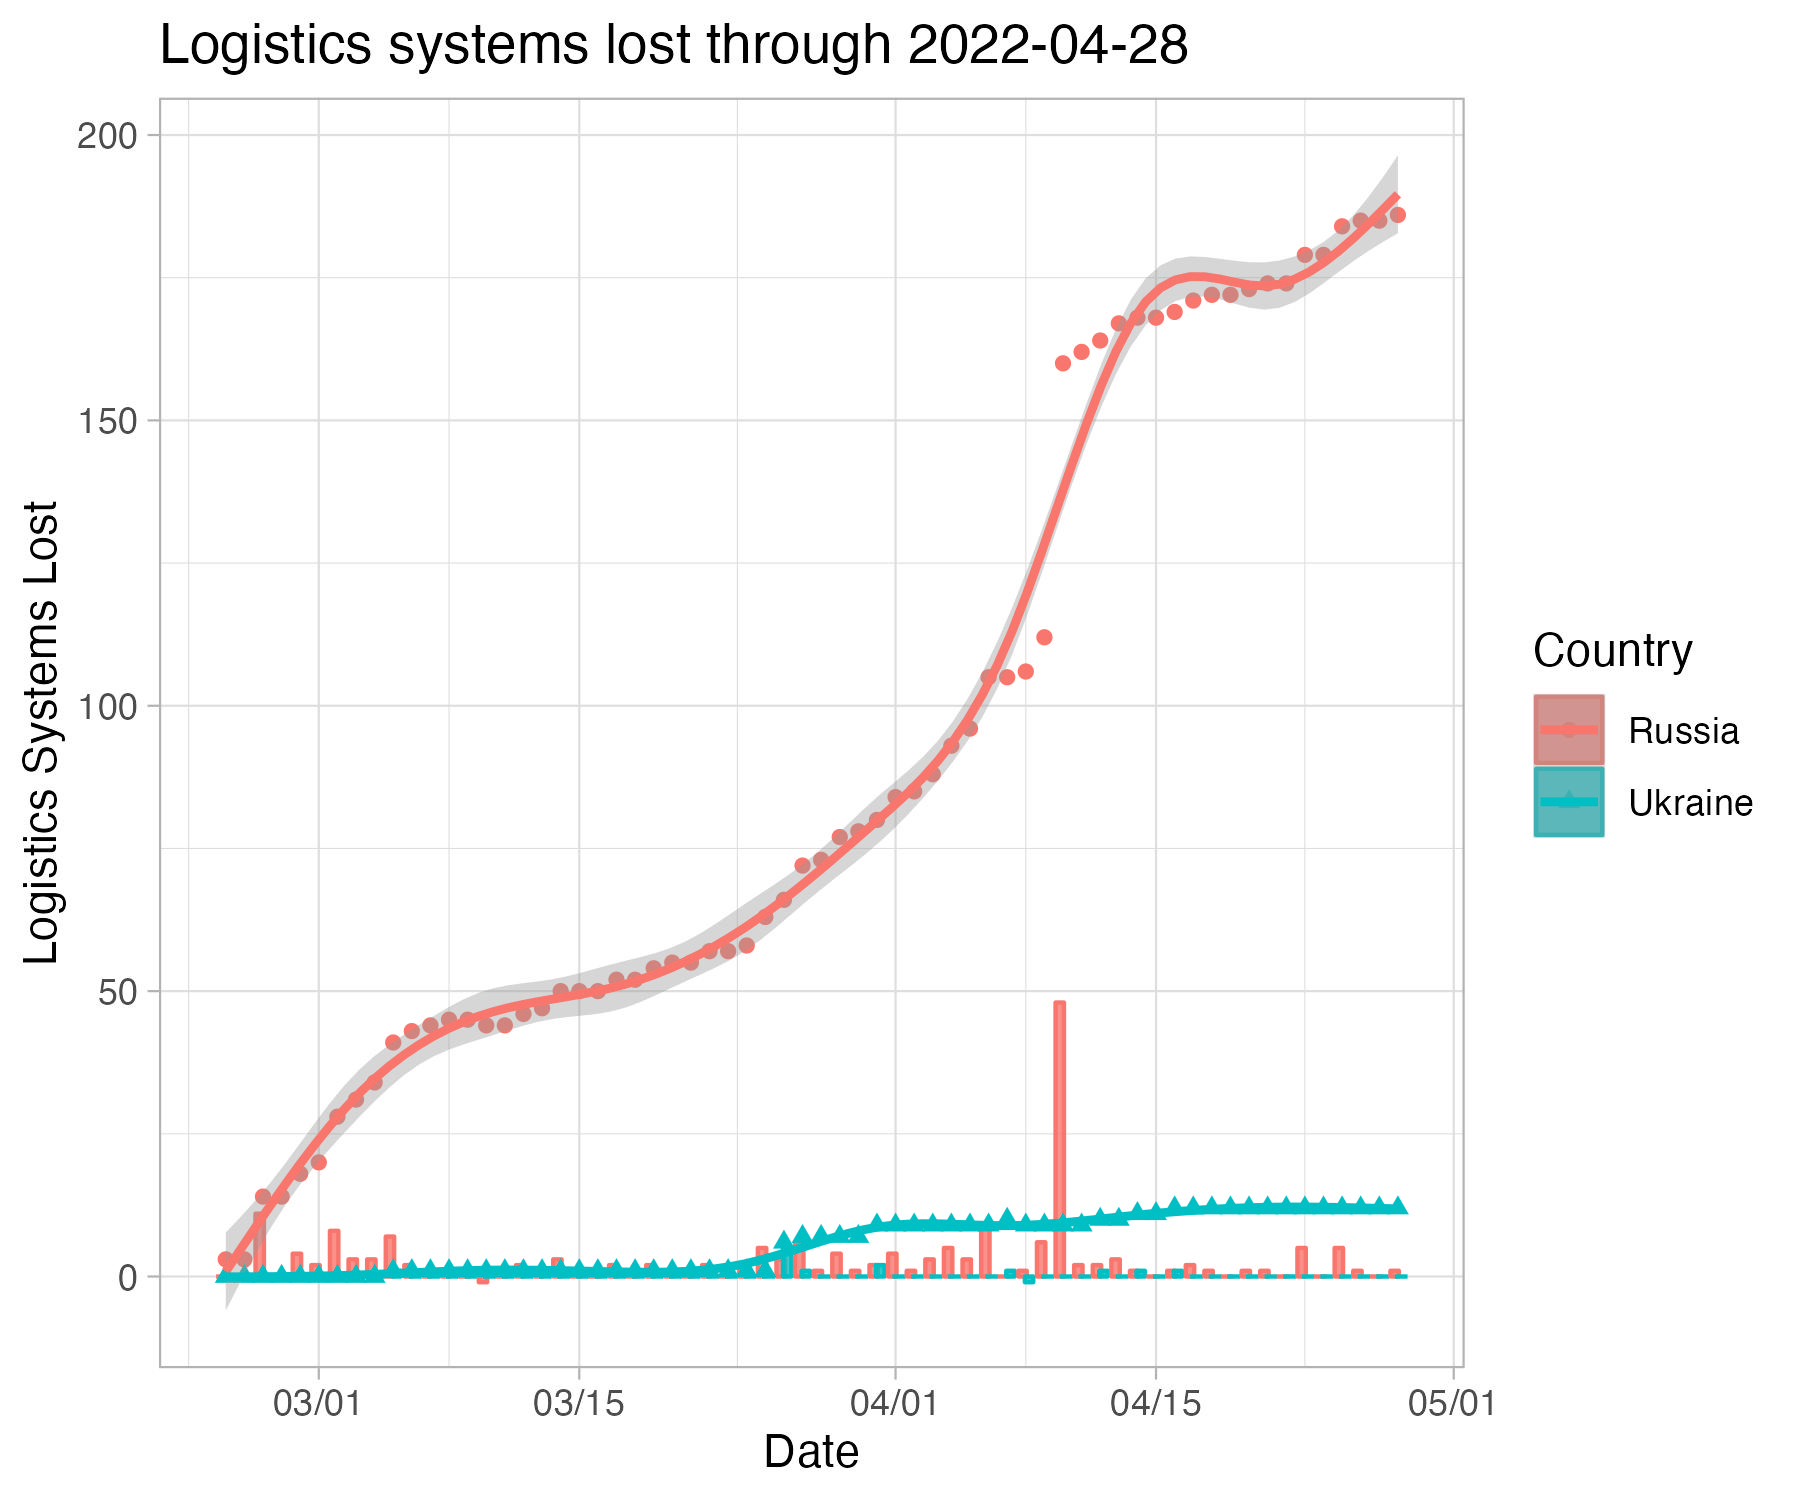 Logistics systems lost through 2022-04-28
Logistics Systems Lost
200
150
100
50
0
03/01
03/15
04/01
04/15
05/01
Date
Country
Russia
Ukraine